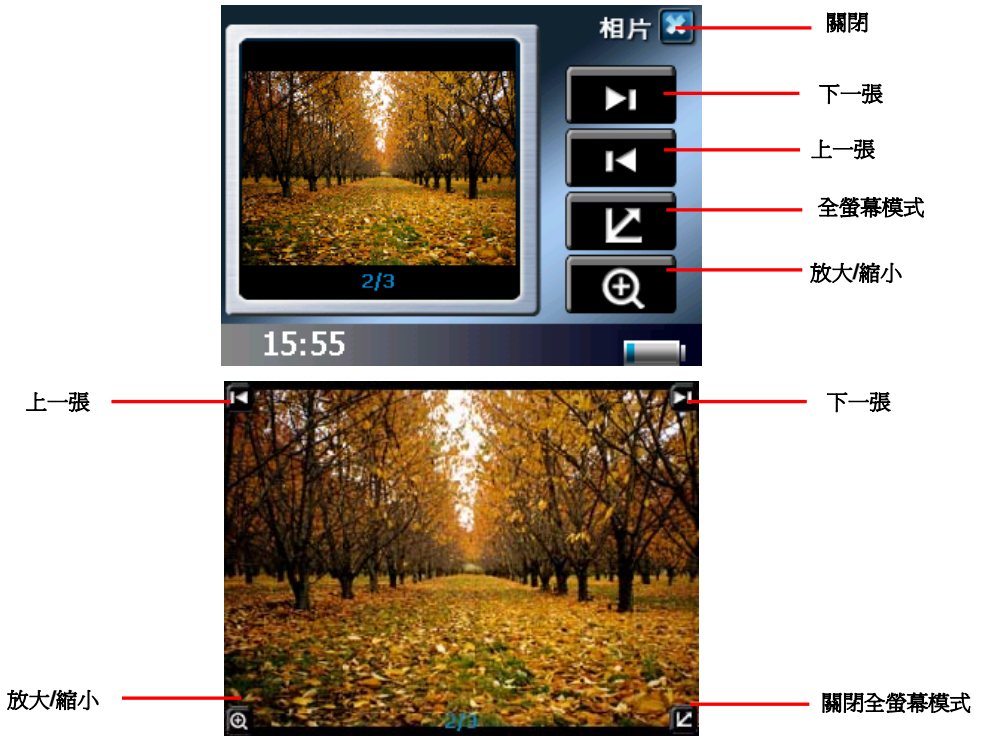 相片
關閉
下一張
上一張
全螢幕模式
放大/縮小
2/3
15:55
上一張
下一張
放大/縮小
2/3
關閉全螢幕模式